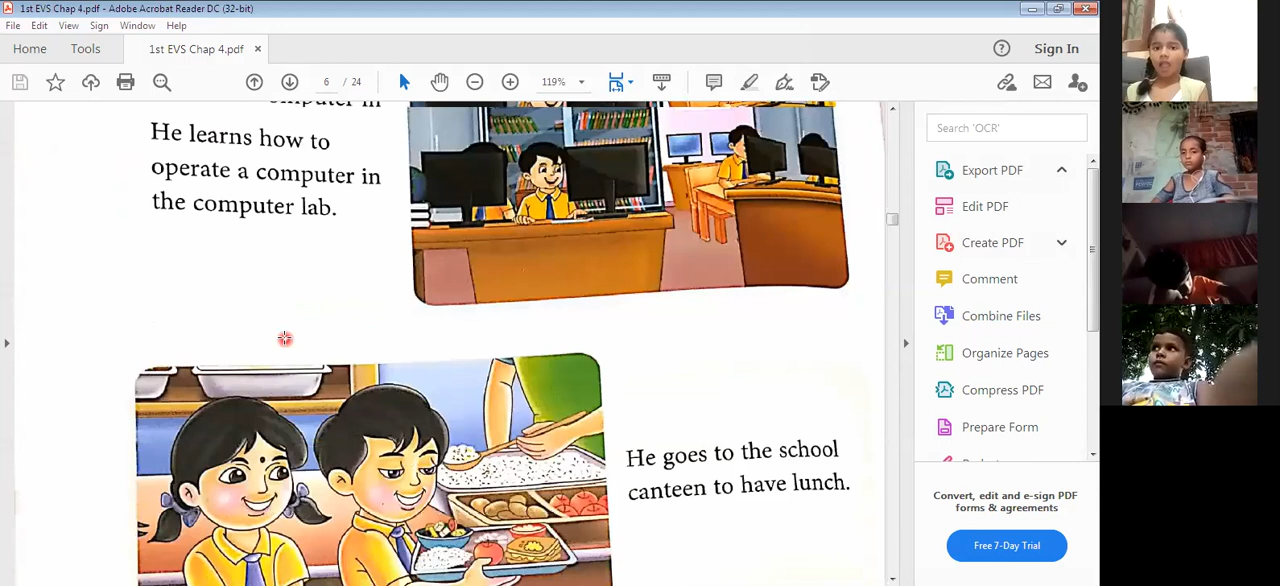 1st EVS Chap 4.pdf - Adobe Acrobat Reader DC (32-bit)
File Edit View Sign Window Help
Home Tools 1st EVS Chap 4.pdf × Sign In
6 / 24 119%
computer in
He learns how to
operate a computer in
the computer lab.
He goes to the school
canteen to have lunch.
Search 'OCR'
Export PDF
Edit PDF
Create PDF
Comment
Combine Files
Organize Pages
Compress PDF
Prepare Form
Convert, edit and e-sign PDF
forms & agreements
Free 7-Day Trial